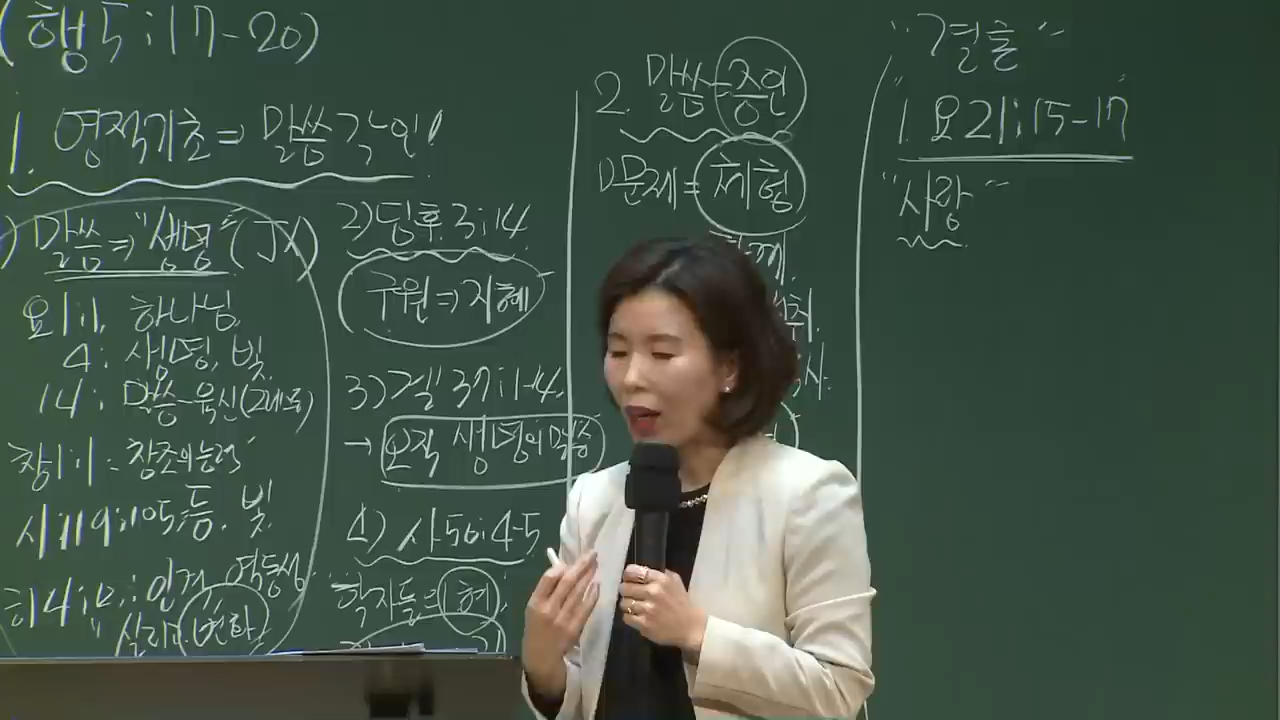 (행5:17-20)
1. 영적기초⇒말씀각인!
1) 말씀⇒"생명"(JX)
요1:1, 하나님
4: 생명, 빛
14: 말씀-육신
창1:1: 창조의능력
시119:105,등, 빛
히4:12: 인격, 역동성
변화
2) 딤후3:14
구원⇒지혜
3) 겔37:1-4.
→ 오직 생명의말씀
4) 사50:4-5
학자들의 혀
2. 말씀-증인
1) 문제=체험
"결론"
1. 요21:15-17
"사랑"